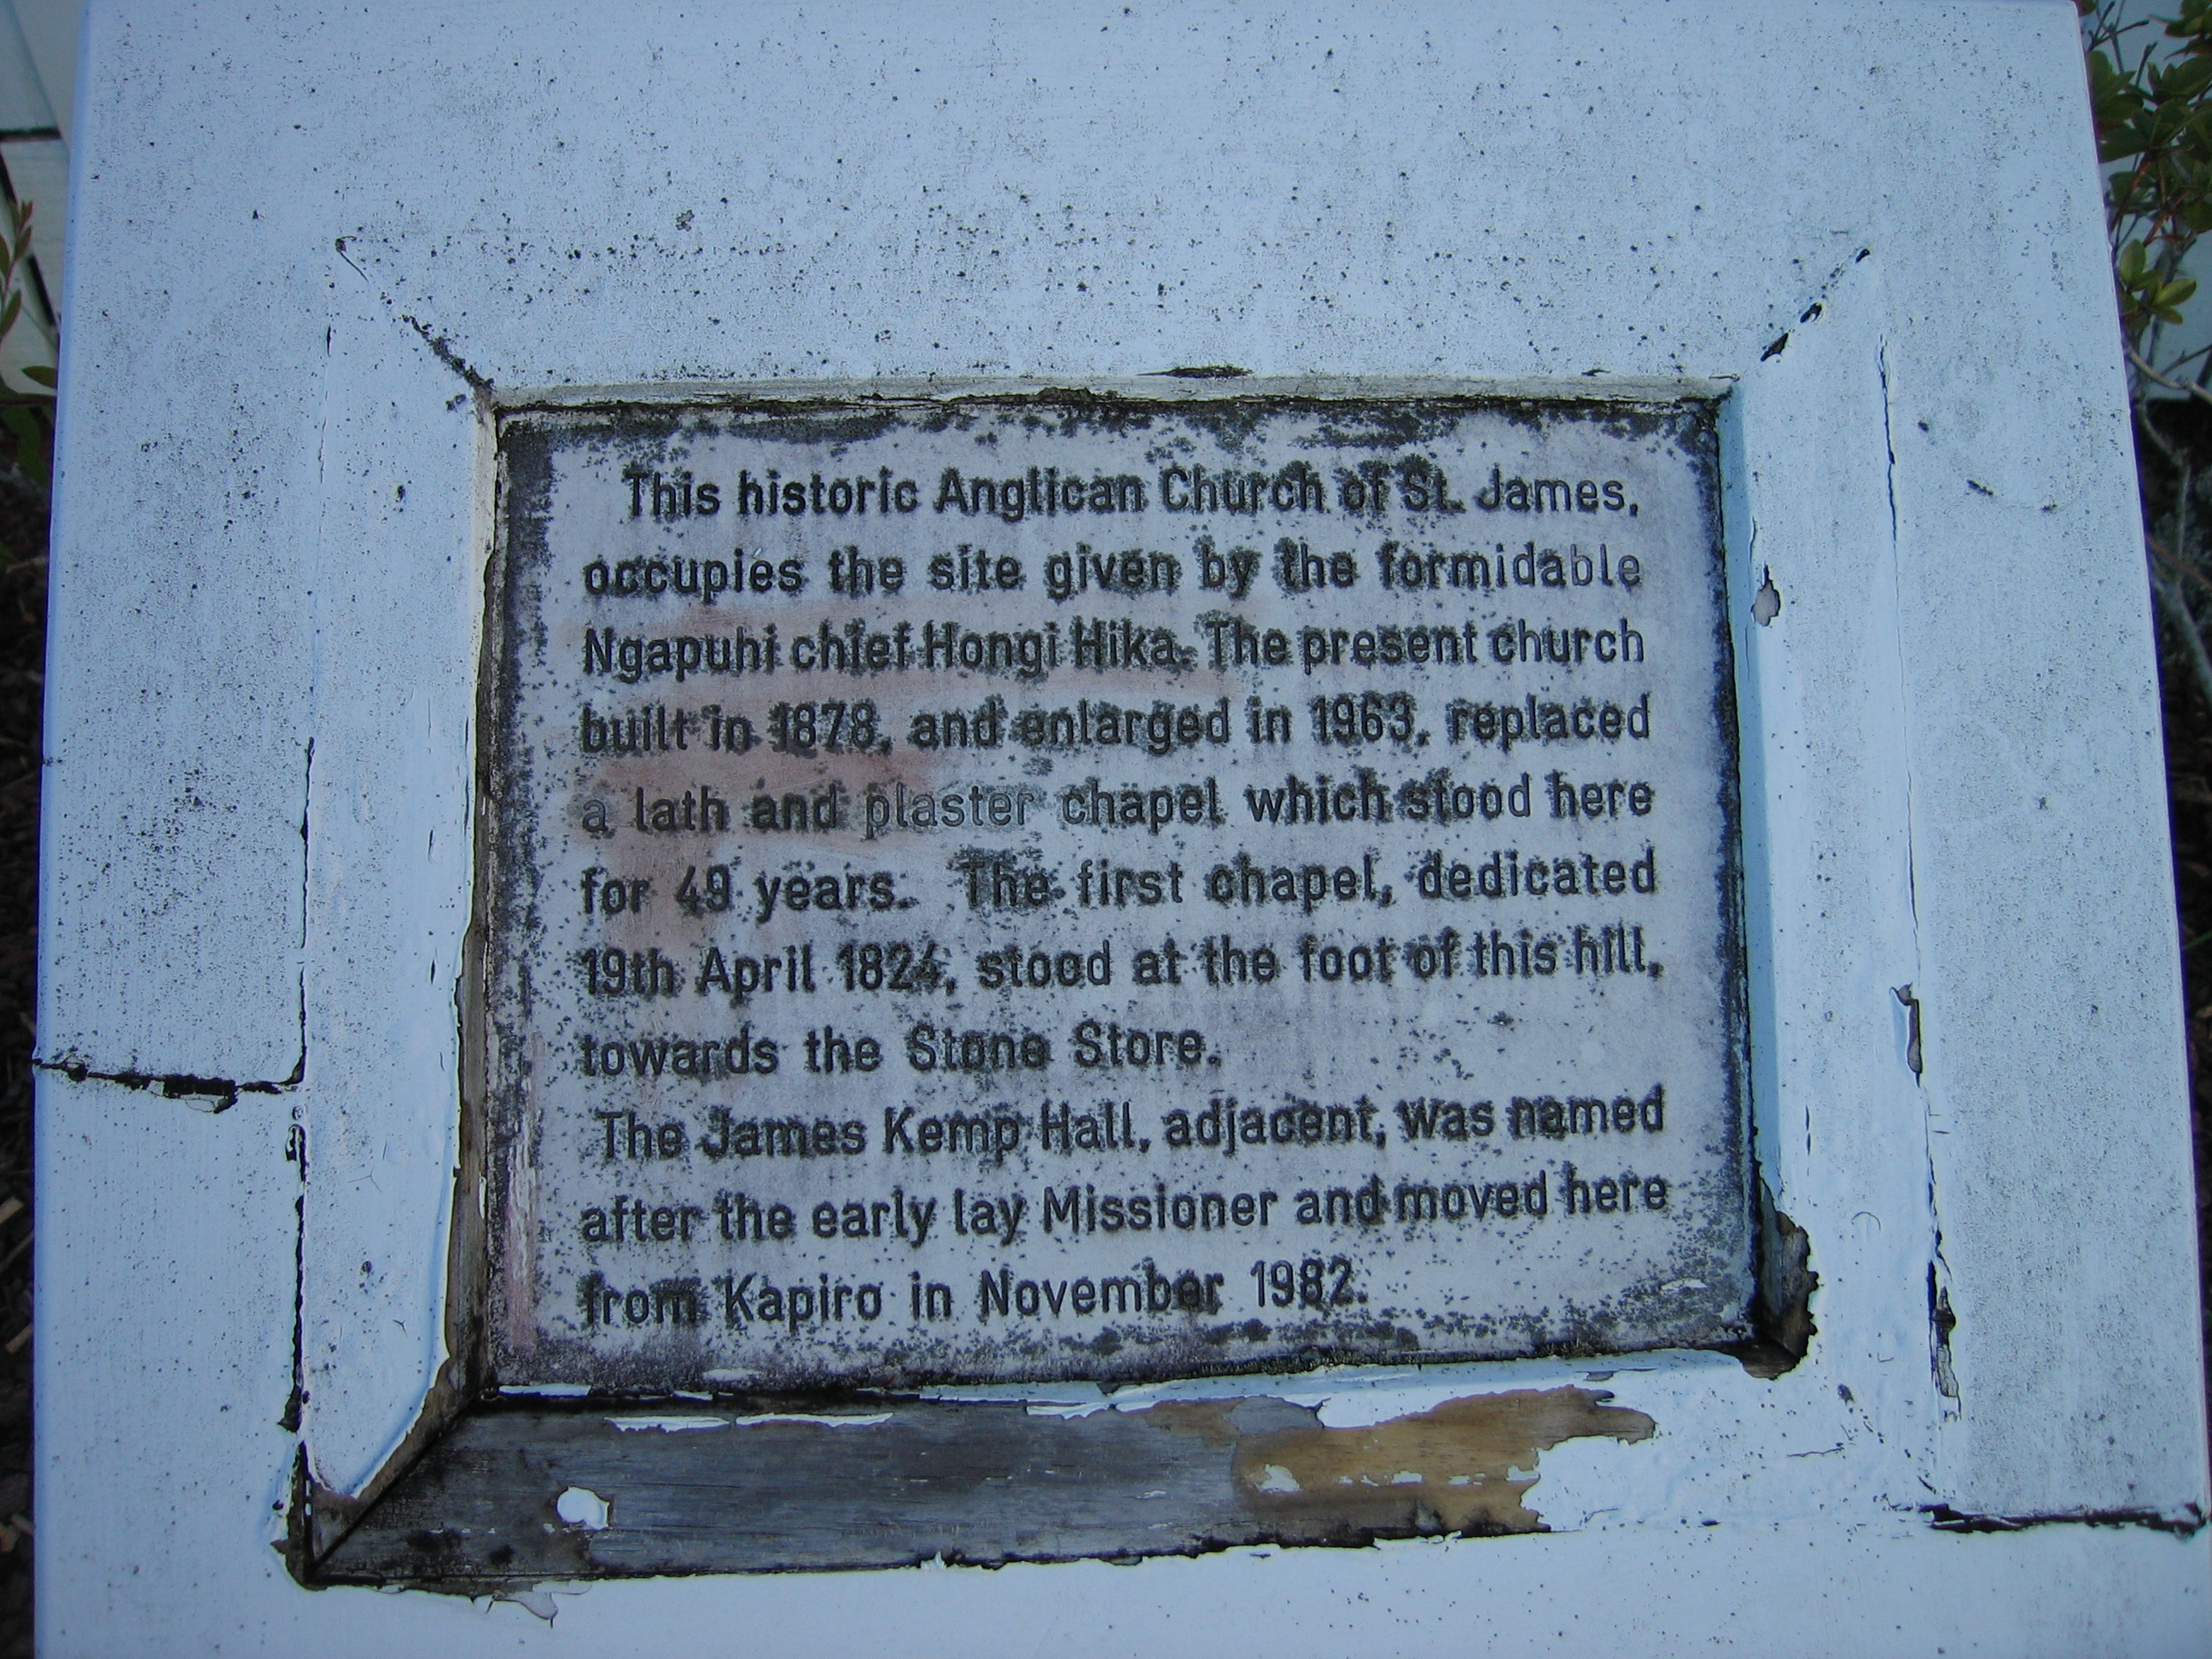 This historic Anglican Church of St. James,
occupies the site given by the formidable
Ngapuhi chief Hongi Hika. The present church
built in 1878, and enlarged in 1963, replaced
a lath and plaster chapel which stood here
for 49 years. The first chapel, dedicated
19th April 1824, stood at the foot of this hill,
towards the Stone Store.
The James Kemp Hall, adjacent, was named
after the early lay Missioner and moved here
from Kapiro in November 1982.